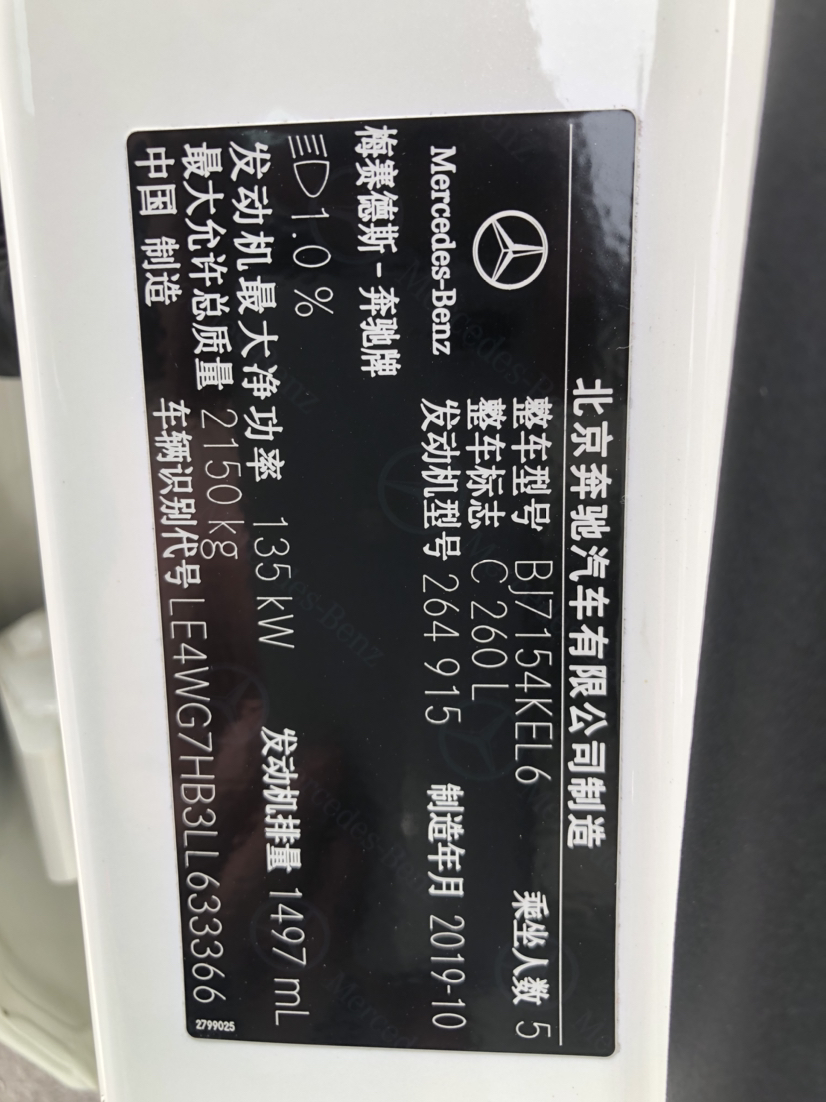 北京奔驰汽车有限公司制造
Mercedes-Benz
整车型号 BJ7154KEL6 乘坐人数 5
整车标志 C 260 L
发动机型号 264 915 制造年月 2019-10
梅赛德斯-奔驰牌
1.0 %
发动机最大净功率 135 kW 发动机排量 1497 mL
最大允许总质量 2150 kg
中国 制造 车辆识别代号 LE4WG7HB3LL633366
2799025